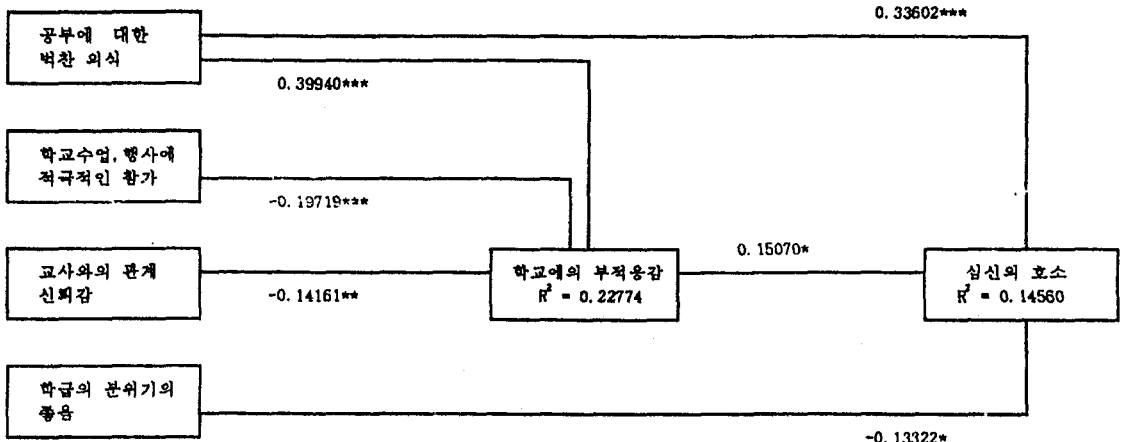 0.33602***
공부에 대한
벅찬 의식
0.39940***
학교수업, 행사에
적극적인 참가
-0.19719***
교사와의 관계
신뢰감
-0.14161**
학교에의 부적응감
R² = 0.22774
0.15070*
심신의 호소
R² = 0.14560
학급의 분위기의
좋음
-0.13322*